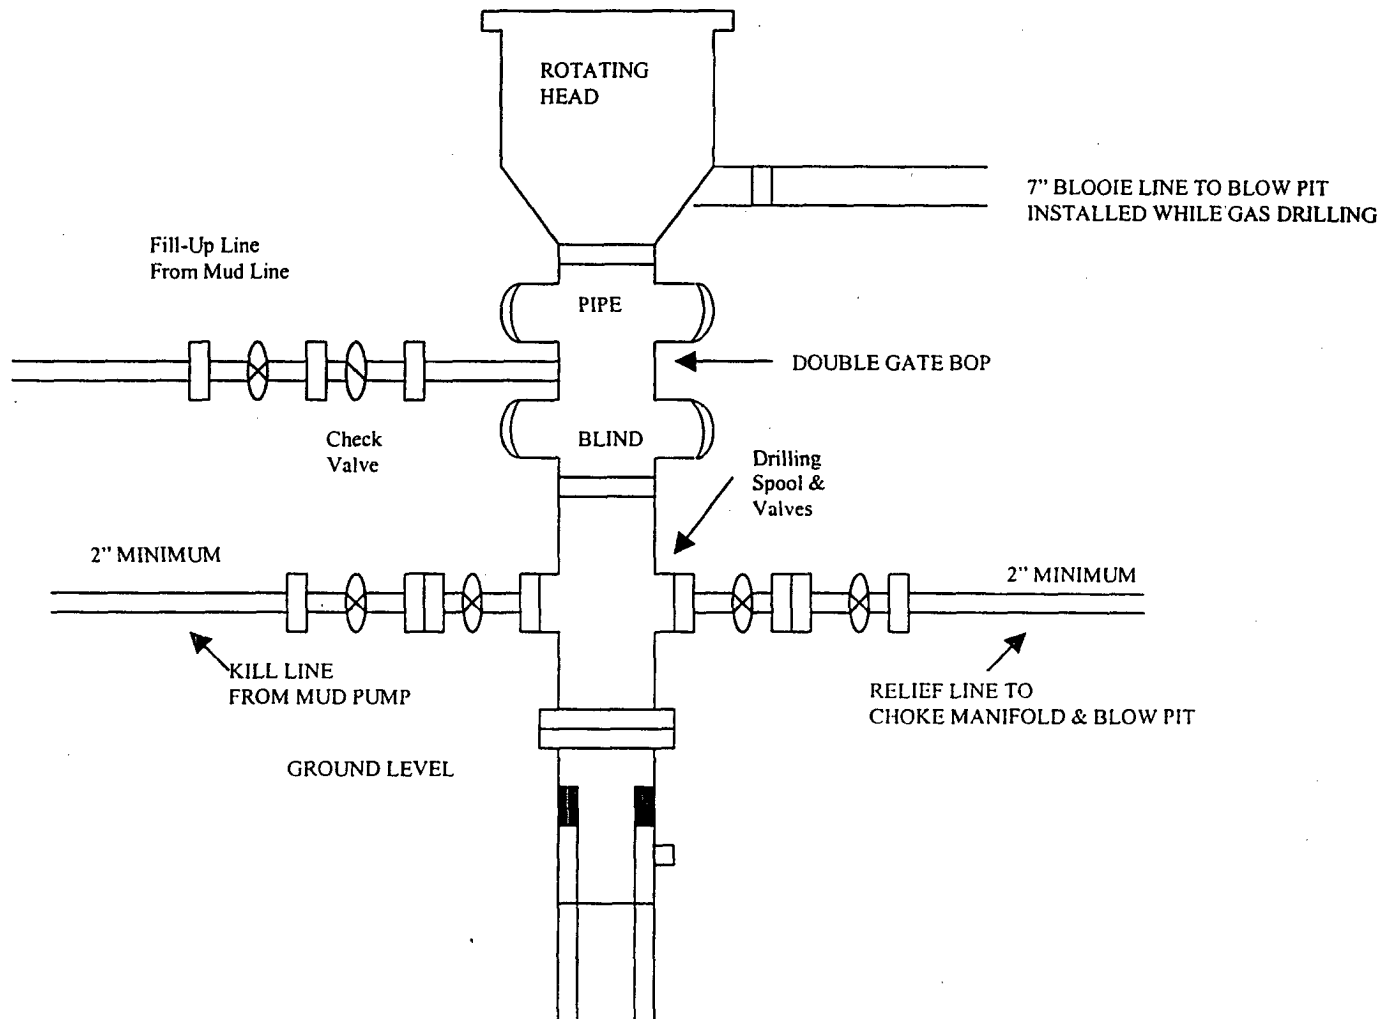 ROTATING
HEAD
7" BLOOIE LINE TO BLOW PIT
INSTALLED WHILE GAS DRILLING
Fill-Up Line
From Mud Line
PIPE
DOUBLE GATE BOP
Check
Valve
BLIND
Drilling
Spool &
Valves
2" MINIMUM
2" MINIMUM
KILL LINE
FROM MUD PUMP
RELIEF LINE TO
CHOKE MANIFOLD & BLOW PIT
GROUND LEVEL